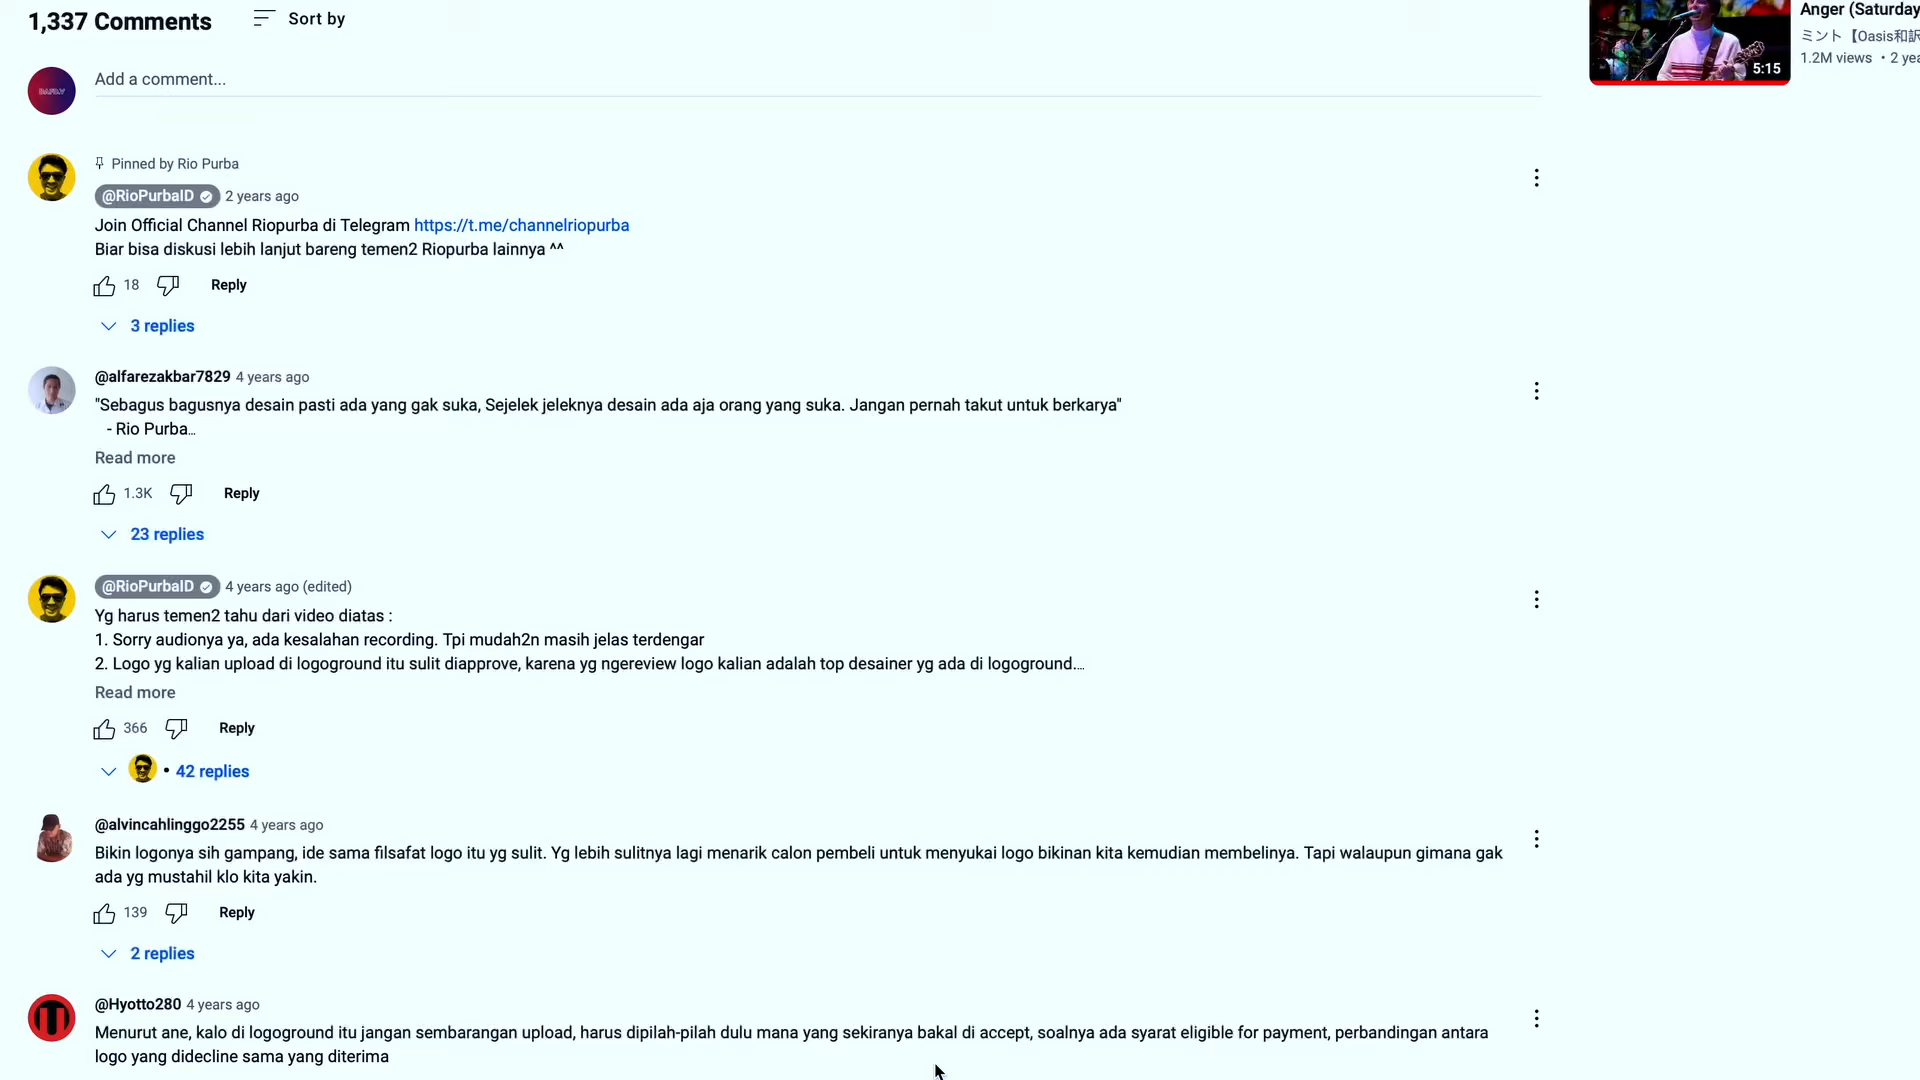 1,337 Comments
Sort by
Add a comment...
Pinned by Rio Purba
@RioPurbaID 2 years ago
Join Official Channel Riopurba di Telegram https://t.me/channelriopurba
Biar bisa diskusi lebih lanjut bareng temen2 Riopurba lainnya ^^
18 Reply
3 replies
@alfarezakbar7829 4 years ago
"Sebagus bagusnya desain pasti ada yang gak suka, Sejelek jeleknya desain ada aja orang yang suka. Jangan pernah takut untuk berkarya"
- Rio Purba...
Read more
1.3K Reply
23 replies
@RioPurbaID 4 years ago (edited)
Yg harus temen2 tahu dari video diatas :
1. Sorry audionya ya, ada kesalahan recording. Tpi mudah2n masih jelas terdengar
2. Logo yg kalian upload di logoground itu sulit diapprove, karena yg ngereview logo kalian adalah top desainer yg ada di logoground....
Read more
366 Reply
• 42 replies
@alvincahlinggo2255 4 years ago
Bikin logonya sih gampang, ide sama filsafat logo itu yg sulit. Yg lebih sulitnya lagi menarik calon pembeli untuk menyukai logo bikinan kita kemudian membelinya. Tapi walaupun gimana gak
ada yg mustahil klo kita yakin.
139 Reply
2 replies
@Hyotto280 4 years ago
Menurut ane, kalo di logoground itu jangan sembarangan upload, harus dipilah-pilah dulu mana yang sekiranya bakal di accept, soalnya ada syarat eligible for payment, perbandingan antara
logo yang didecline sama yang diterima
5:15
Anger (Saturday
ミント【Oasis和訳
1.2M views • 2 yea